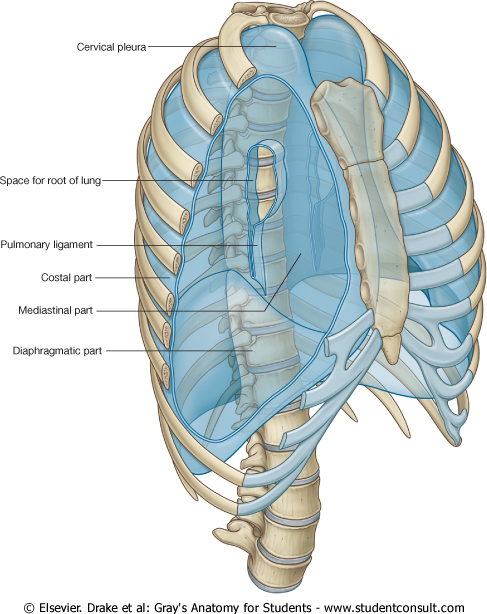 Cervical pleura
Space for root of lung
Pulmonary ligament
Costal part
Mediastinal part
Diaphragmatic part
© Elsevier. Drake et al: Gray's Anatomy for Students - www.studentconsult.com